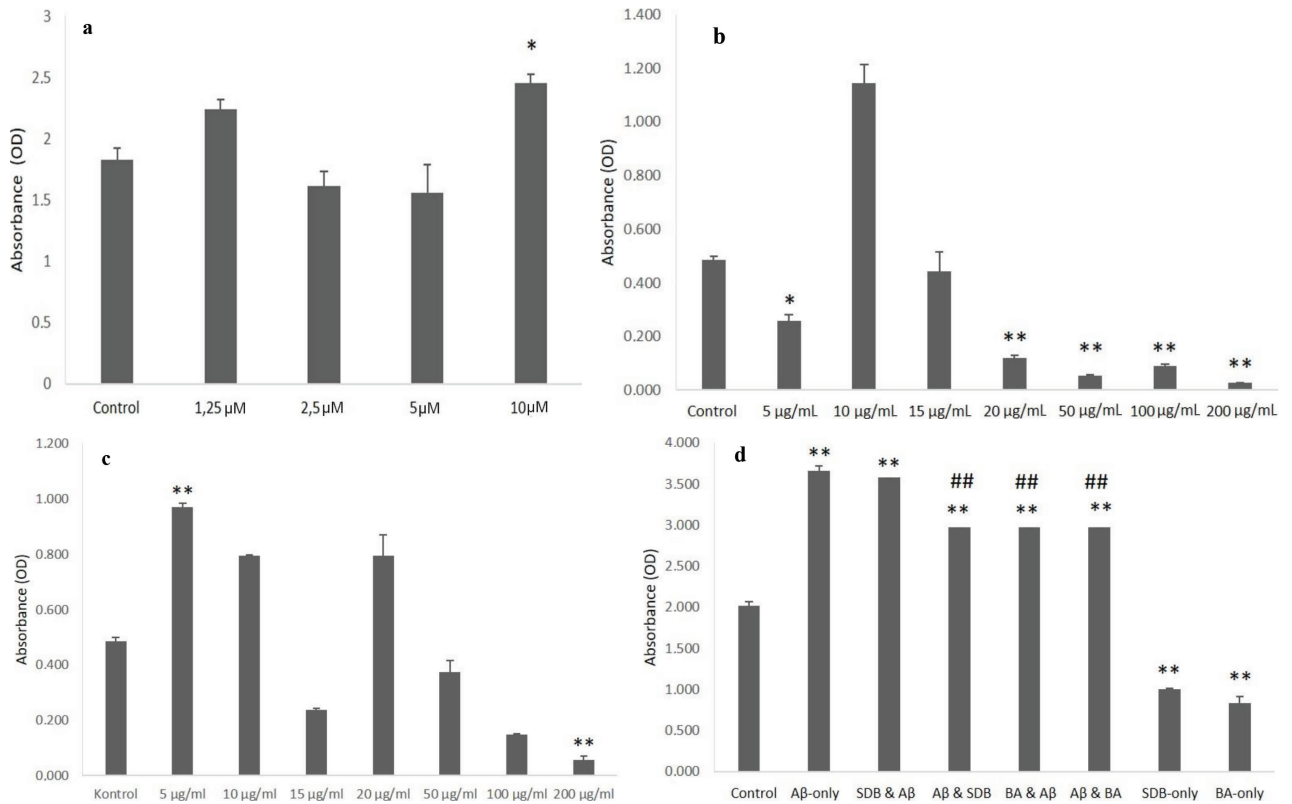 a
3
2.5
2
1.5
1
0.5
0
Absorbance (OD)
*
Control 1,25 µM 2,5 µM 5µM 10µM
b
1.400
1.200
1.000
0.800
0.600
0.400
0.200
0.000
Absorbance (OD)
* ** ** ** **
Control 5 µg/mL 10 µg/mL 15 µg/mL 20 µg/mL 50 µg/mL 100 µg/mL 200 µg/mL
c
1.200
1.000
0.800
0.600
0.400
0.200
0,000
Absorbance (OD)
** **
Kontrol 5 µg/ml 10 µg/ml 15 µg/ml 20 µg/ml 50 µg/ml 100 µg/ml 200 µg/ml
d
4.000
3.500
3.000
2.500
2.000
1.500
1.000
0.500
0.000
Absorbance (OD)
** **
## ## ##
** ** **
** **
Control Aβ-only SDB & Aβ Aβ & SDB BA & Aβ Aβ & BA SDB-only BA-only